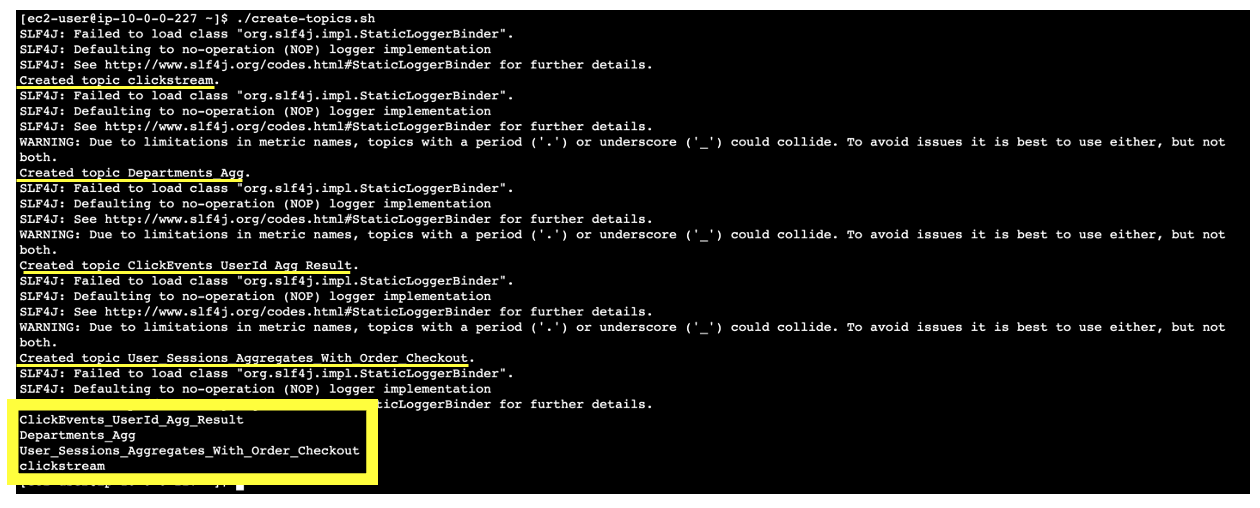 [ec2-user@ip-10-0-0-227 ~]$ ./create-topics.sh
SLF4J: Failed to load class "org.slf4j.impl.StaticLoggerBinder".
SLF4J: Defaulting to no-operation (NOP) logger implementation
SLF4J: See http://www.slf4j.org/codes.html#StaticLoggerBinder for further details.
Created topic clickstream.
SLF4J: Failed to load class "org.slf4j.impl.StaticLoggerBinder".
SLF4J: Defaulting to no-operation (NOP) logger implementation
SLF4J: See http://www.slf4j.org/codes.html#StaticLoggerBinder for further details.
WARNING: Due to limitations in metric names, topics with a period ('.') or underscore ('_') could collide. To avoid issues it is best to use either, but not
both.
Created topic Departments_Agg.
SLF4J: Failed to load class "org.slf4j.impl.StaticLoggerBinder".
SLF4J: Defaulting to no-operation (NOP) logger implementation
SLF4J: See http://www.slf4j.org/codes.html#StaticLoggerBinder for further details.
WARNING: Due to limitations in metric names, topics with a period ('.') or underscore ('_') could collide. To avoid issues it is best to use either, but not
both.
Created topic ClickEvents_UserId_Agg_Result.
SLF4J: Failed to load class "org.slf4j.impl.StaticLoggerBinder".
SLF4J: Defaulting to no-operation (NOP) logger implementation
SLF4J: See http://www.slf4j.org/codes.html#StaticLoggerBinder for further details.
WARNING: Due to limitations in metric names, topics with a period ('.') or underscore ('_') could collide. To avoid issues it is best to use either, but not
both.
Created topic User_Sessions_Aggregates_With_Order_Checkout.
SLF4J: Failed to load class "org.slf4j.impl.StaticLoggerBinder".
SLF4J: Defaulting to no-operation (NOP) logger implementation
for further details.
ClickEvents_UserId_Agg_Result
Departments_Agg
User_Sessions_Aggregates_With_Order_Checkout
clickstream